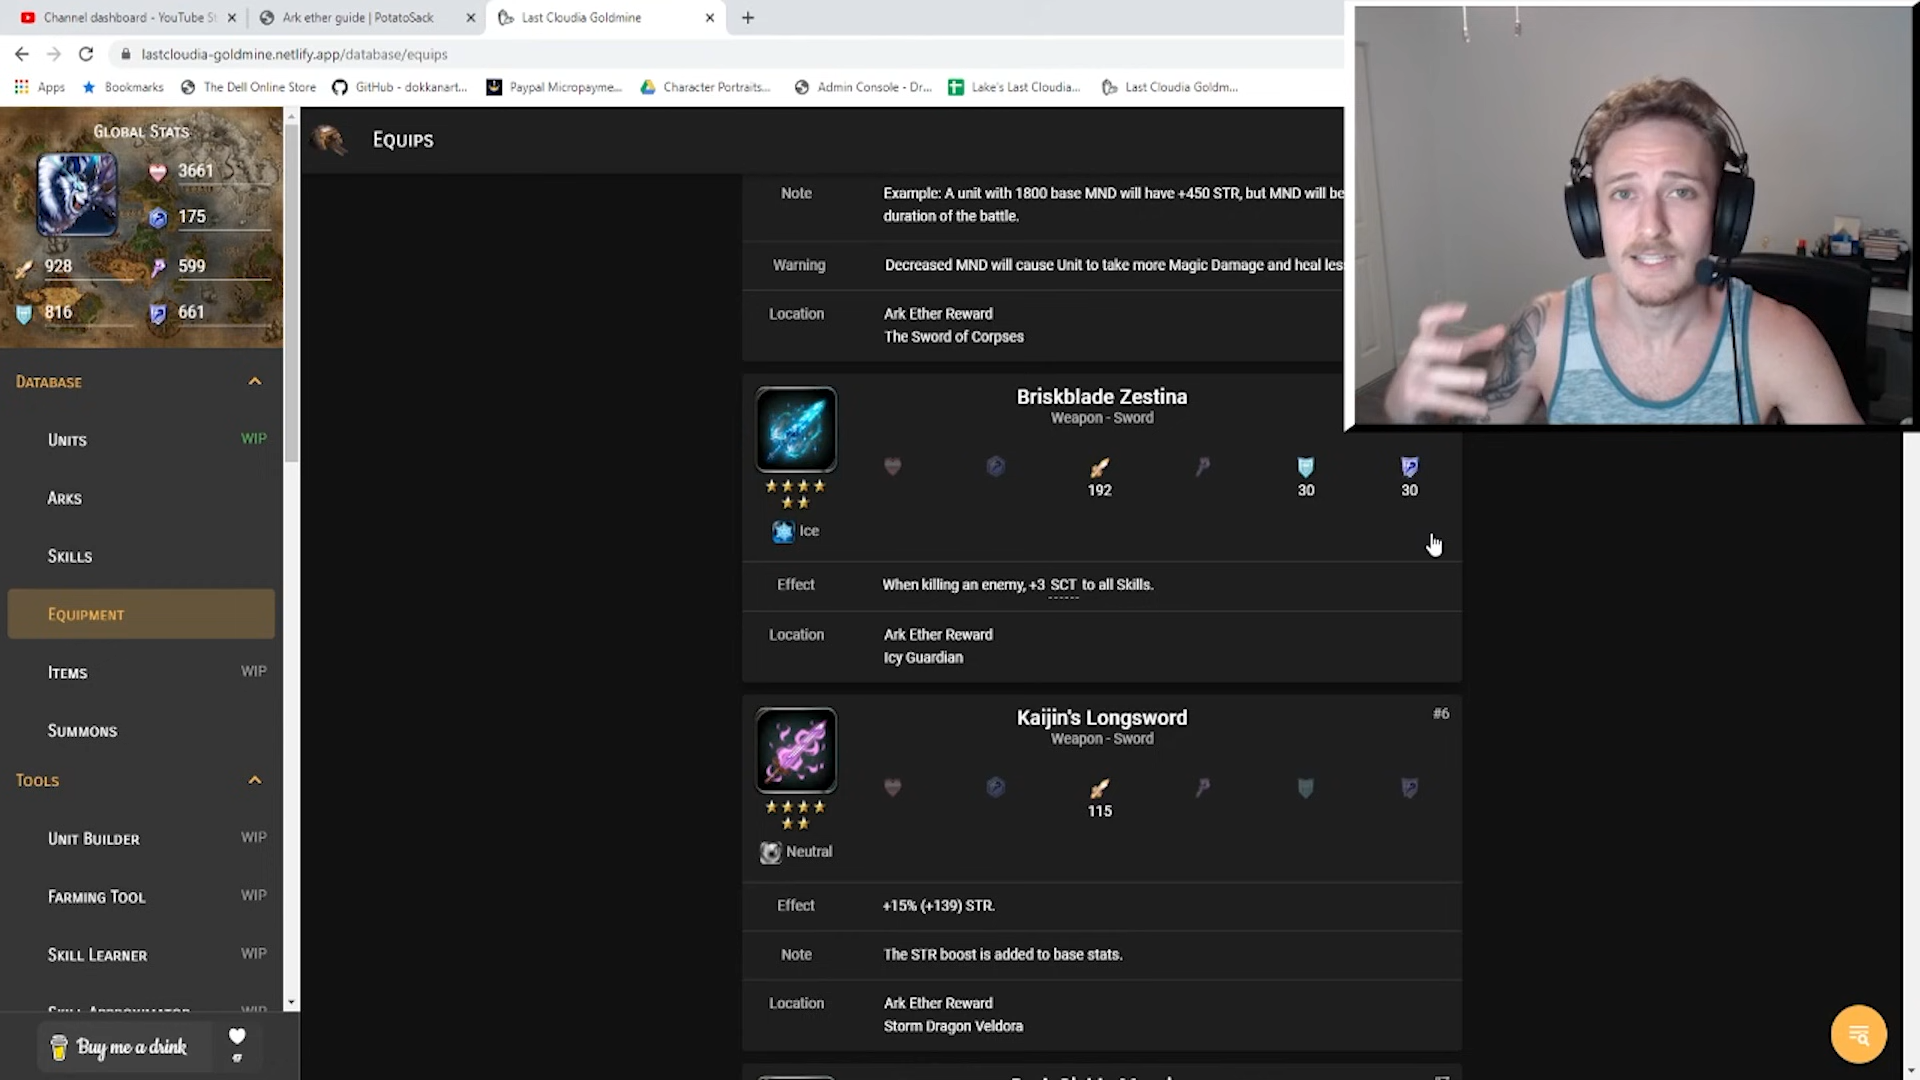 Channel dashboard - YouTube St
Ark ether guide | PotatoSack
Last Cloudia Goldmine
lastcloudia-goldmine.netlify.app/database/equips
Apps
Bookmarks
The Dell Online Store
GitHub - dokkanart...
Paypal Micropayme...
Character Portraits...
Admin Console - Dr...
Lake's Last Cloudia...
Last Cloudia Goldm...
Global Stats
3661
175
928
599
816
661
Database
Units WIP
Arks
Skills
Equipment
Items WIP
Summons
Tools
Unit Builder WIP
Farming Tool WIP
Skill Learner WIP
Skill Approximator WIP
Buy me a drink
Equips
Note
Example: A unit with 1800 base MND will have +450 STR, but MND will be
duration of the battle.
Warning
Decreased MND will cause Unit to take more Magic Damage and heal les
Location
Ark Ether Reward
The Sword of Corpses
Briskblade Zestina
Weapon - Sword
192
30
30
Ice
Effect
When killing an enemy, +3 SCT to all Skills.
Location
Ark Ether Reward
Icy Guardian
Kaijin's Longsword
#6
Weapon - Sword
115
Neutral
Effect
+15% (+139) STR.
Note
The STR boost is added to base stats.
Location
Ark Ether Reward
Storm Dragon Veldora